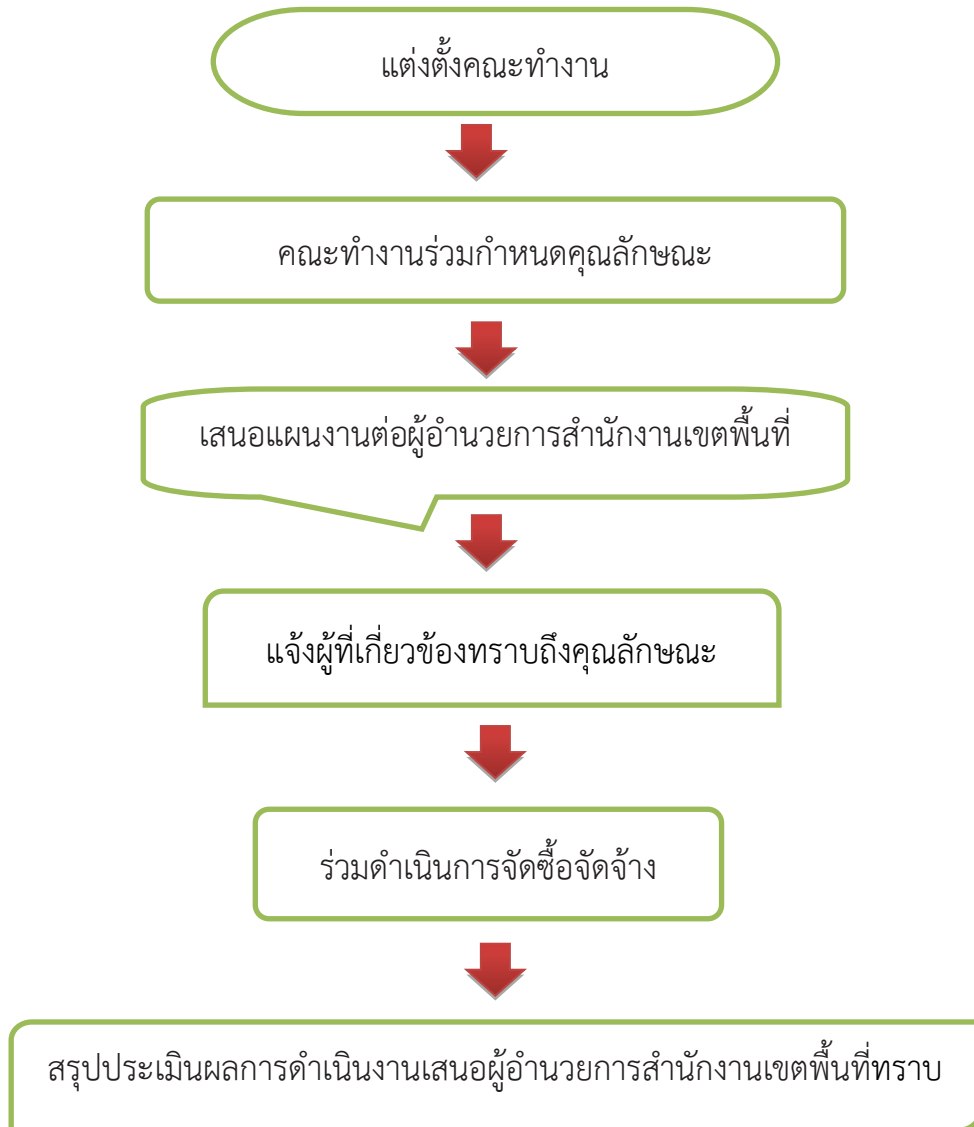 แต่งตั้งคณะทำงาน
คณะทำงานร่วมกำหนดคุณลักษณะ
เสนอแผนงานต่อผู้อำนวยการสำนักงานเขตพื้นที่
แจ้งผู้ที่เกี่ยวข้องทราบถึงคุณลักษณะ
ร่วมดำเนินการจัดซื้อจัดจ้าง
สรุปประเมินผลการดำเนินงานเสนอผู้อำนวยการสำนักงานเขตพื้นที่ทราบ